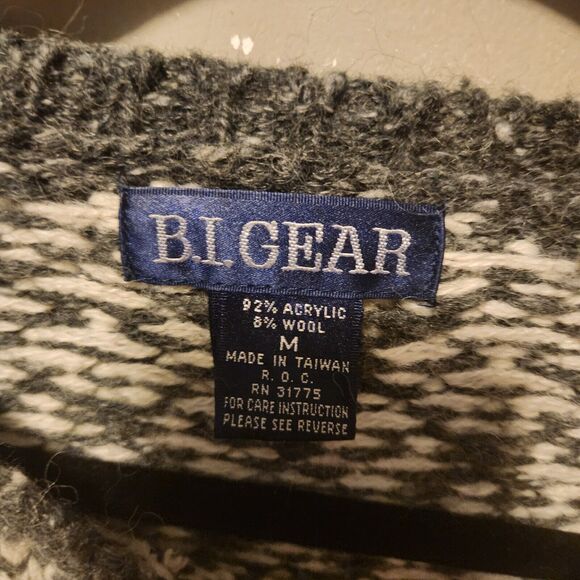 B.I.GEAR
92% ACRYLIC
8% WOOL
M
MADE IN TAIWAN
R. O. C.
RN 31775
FOR CARE INSTRUCTION
PLEASE SEE REVERSE